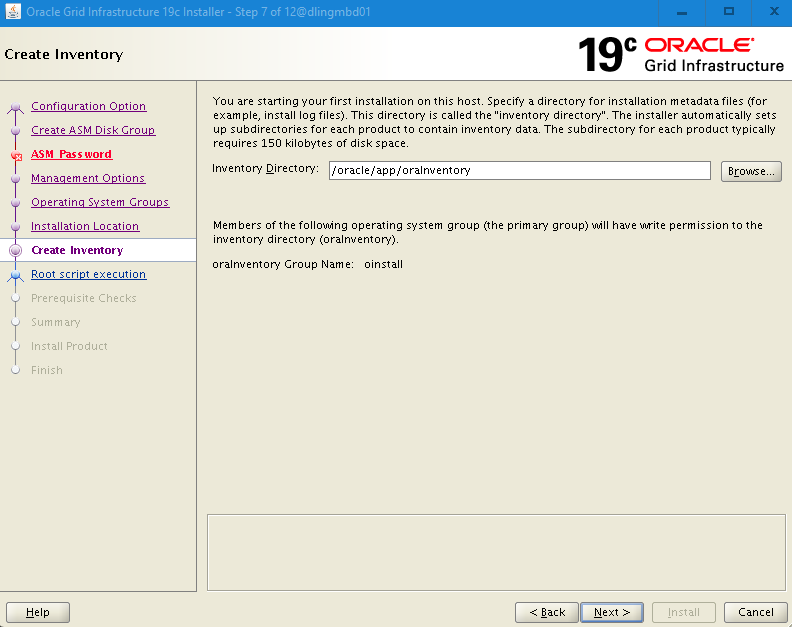 Oracle Grid Infrastructure 19c Installer - Step 7 of 12@dlingmbd01
Create Inventory
19c ORACLE®
Grid Infrastructure
Configuration Option
Create ASM Disk Group
ASM Password
Management Options
Operating System Groups
Installation Location
Create Inventory
Root script execution
Prerequisite Checks
Summary
Install Product
Finish
You are starting your first installation on this host. Specify a directory for installation metadata files (for
example, install log files). This directory is called the "inventory directory". The installer automatically sets
up subdirectories for each product to contain inventory data. The subdirectory for each product typically
requires 150 kilobytes of disk space.
Inventory Directory: /oracle/app/oraInventory Browse...
Members of the following operating system group (the primary group) will have write permission to the
inventory directory (oraInventory).
oraInventory Group Name: oinstall
Help < Back Next > Install Cancel